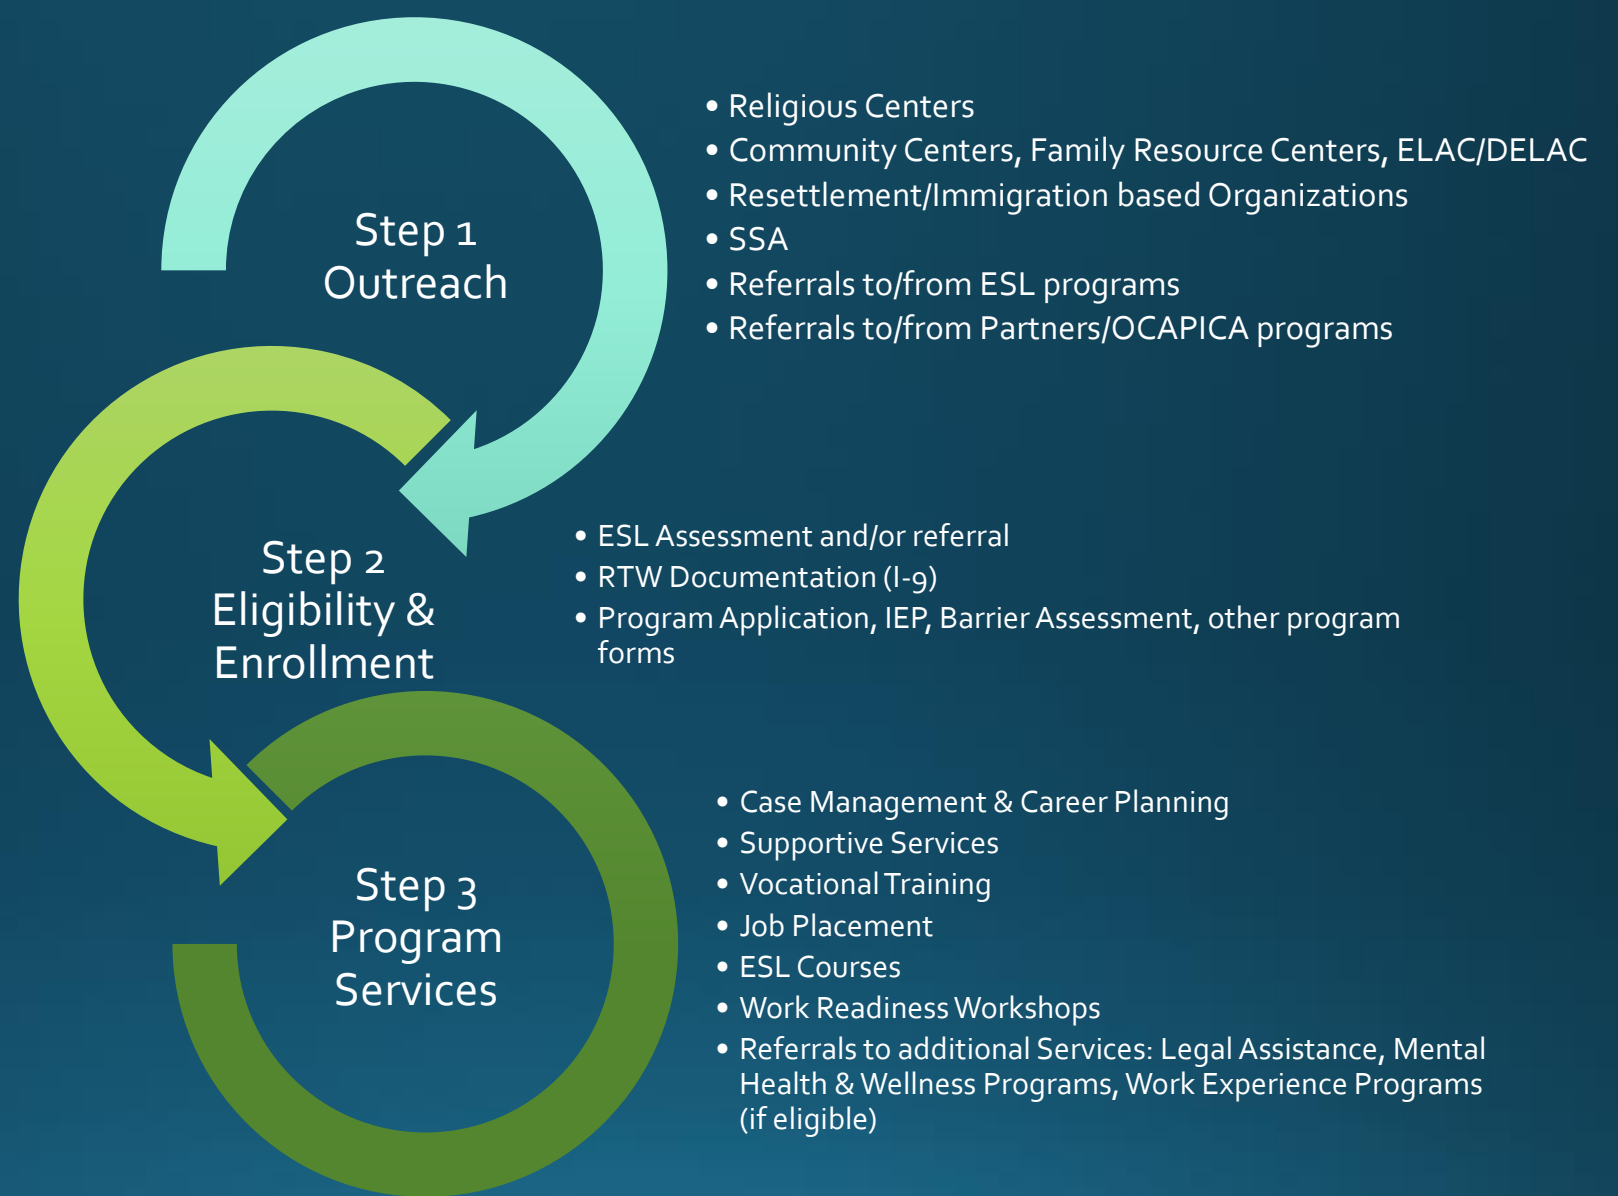 Step 1
Outreach
• Religious Centers
• Community Centers, Family Resource Centers, ELAC/DELAC
• Resettlement/Immigration based Organizations
• SSA
• Referrals to/from ESL programs
• Referrals to/from Partners/OCAPICA programs
Step 2
Eligibility &
Enrollment
• ESL Assessment and/or referral
• RTW Documentation (I-9)
• Program Application, IEP, Barrier Assessment, other program
forms
Step 3
Program
Services
• Case Management & Career Planning
• Supportive Services
• Vocational Training
• Job Placement
• ESL Courses
• Work Readiness Workshops
• Referrals to additional Services: Legal Assistance, Mental
Health & Wellness Programs, Work Experience Programs
(if eligible)